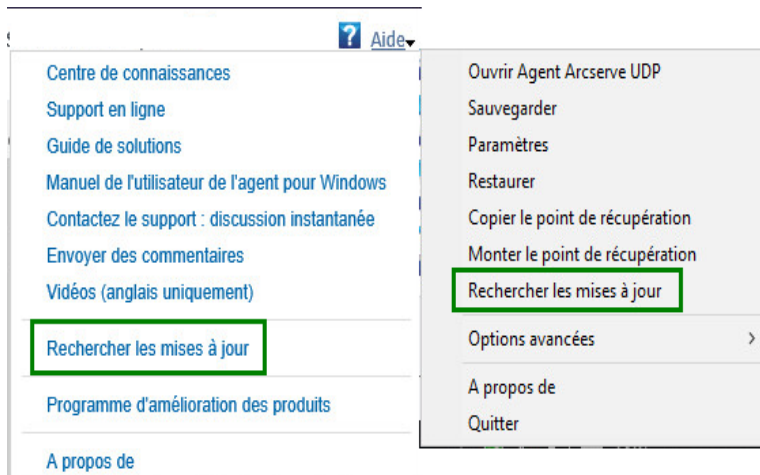 Aide
Centre de connaissances
Support en ligne
Guide de solutions
Manuel de l'utilisateur de l'agent pour Windows
Contactez le support : discussion instantanée
Envoyer des commentaires
Vidéos (anglais uniquement)
Rechercher les mises à jour
Programme d'amélioration des produits
A propos de
Ouvrir Agent Arcserve UDP
Sauvegarder
Paramètres
Restaurer
Copier le point de récupération
Monter le point de récupération
Rechercher les mises à jour
Options avancées
A propos de
Quitter